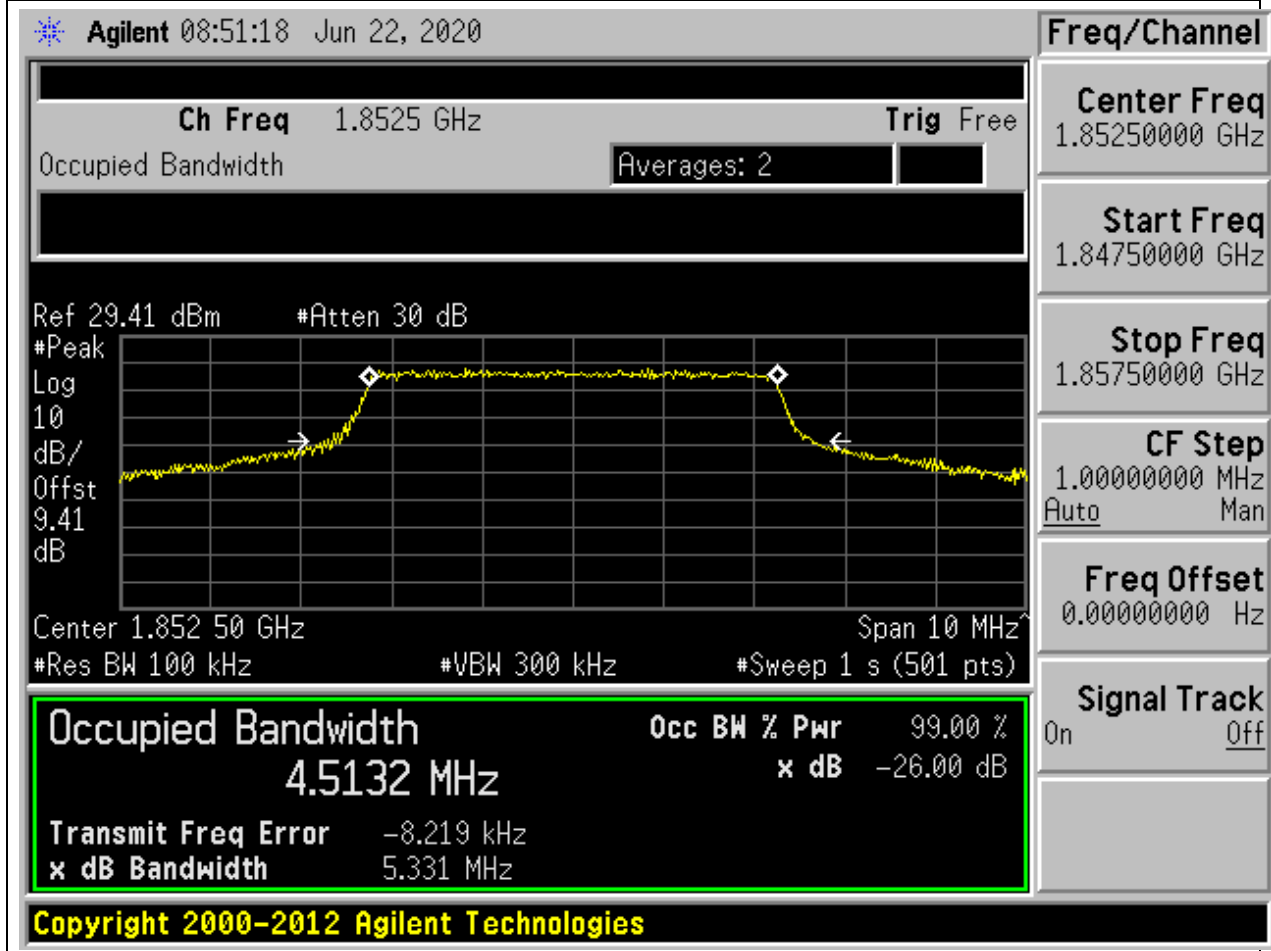 Agilent 08:51:18 Jun 22, 2020
Freq/Channel
Ch Freq 1.8525 GHz Trig Free
Occupied Bandwidth Averages: 2
Ref 29.41 dBm #Atten 30 dB
#Peak
Log
10
dB/
Offst
9.41
dB
Center 1.852 50 GHz Span 10 MHz^
#Res BW 100 kHz #VBW 300 kHz #Sweep 1 s (501 pts)
Occupied Bandwidth Occ BW % Pwr 99.00 %
4.5132 MHz x dB -26.00 dB
Transmit Freq Error -8.219 kHz
x dB Bandwidth 5.331 MHz
Center Freq
1.85250000 GHz
Start Freq
1.84750000 GHz
Stop Freq
1.85750000 GHz
CF Step
1.00000000 MHz
Auto Man
Freq Offset
0.00000000 Hz
Signal Track
On Off
Copyright 2000-2012 Agilent Technologies